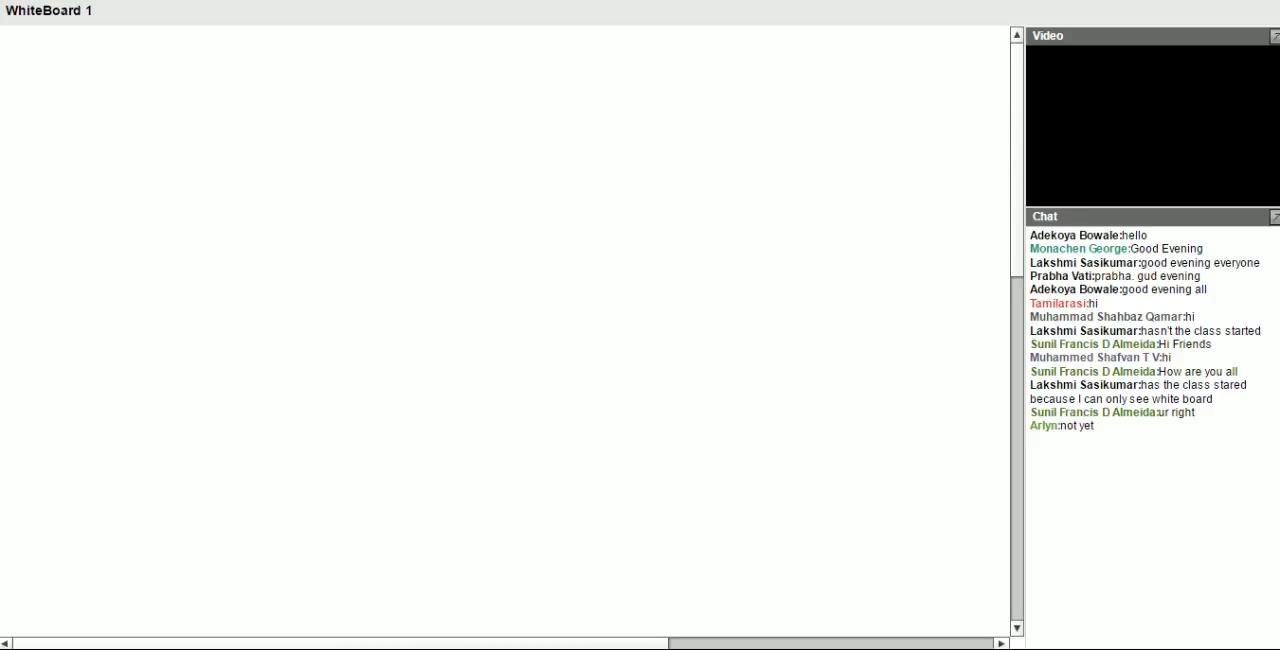 WhiteBoard 1
Video
Chat
Adekoya Bowale:hello
Monachen George:Good Evening
Lakshmi Sasikumar:good evening everyone
Prabha Vati:prabha. gud evening
Adekoya Bowale:good evening all
Tamilarasi:hi
Muhammad Shahbaz Qamar:hi
Lakshmi Sasikumar:hasn't the class started
Sunil Francis D Almeida:Hi Friends
Muhammed Shafvan T V:hi
Sunil Francis D Almeida:How are you all
Lakshmi Sasikumar:has the class stared
because I can only see white board
Sunil Francis D Almeida:ur right
Arlyn:not yet